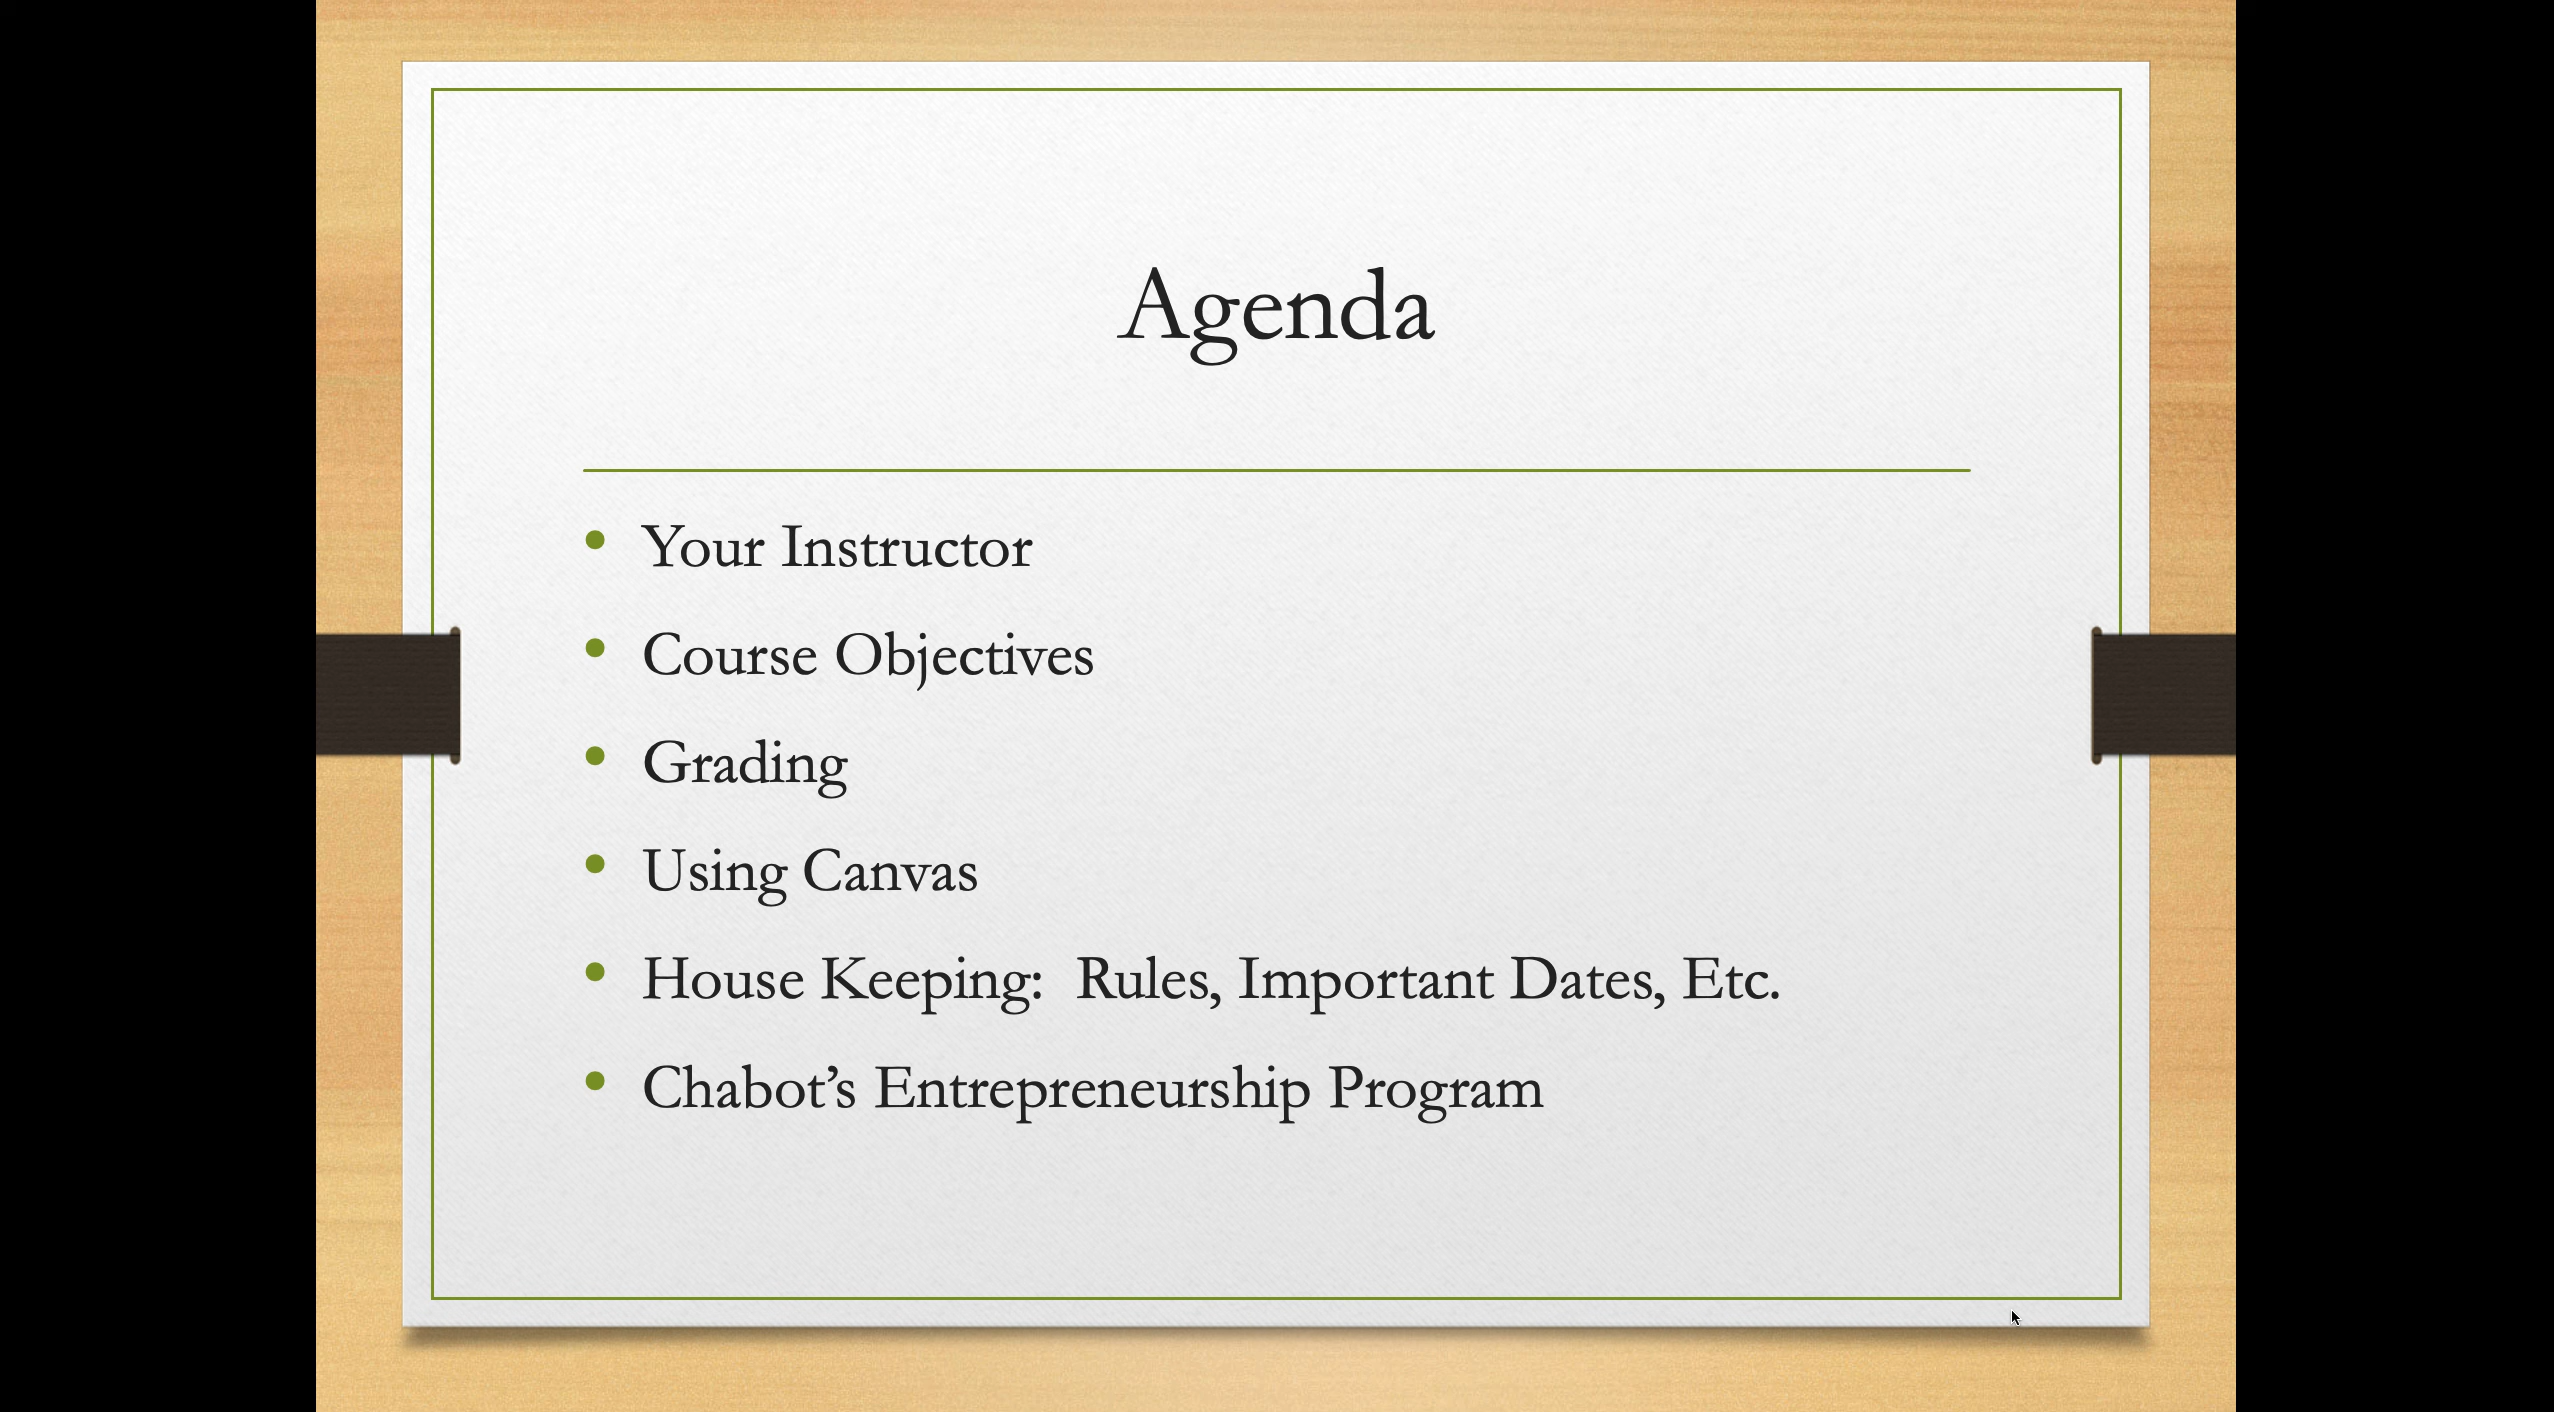 Agenda
• Your Instructor
• Course Objectives
• Grading
• Using Canvas
• House Keeping:  Rules, Important Dates, Etc.
• Chabot’s Entrepreneurship Program